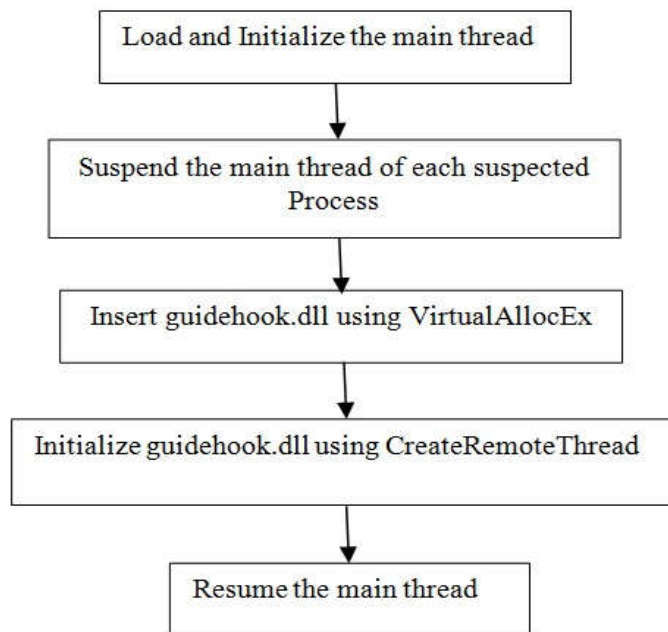 Load and Initialize the main thread
Suspend the main thread of each suspected
Process
Insert guidehook.dll using VirtualAllocEx
Initialize guidehook.dll using CreateRemoteThread
Resume the main thread